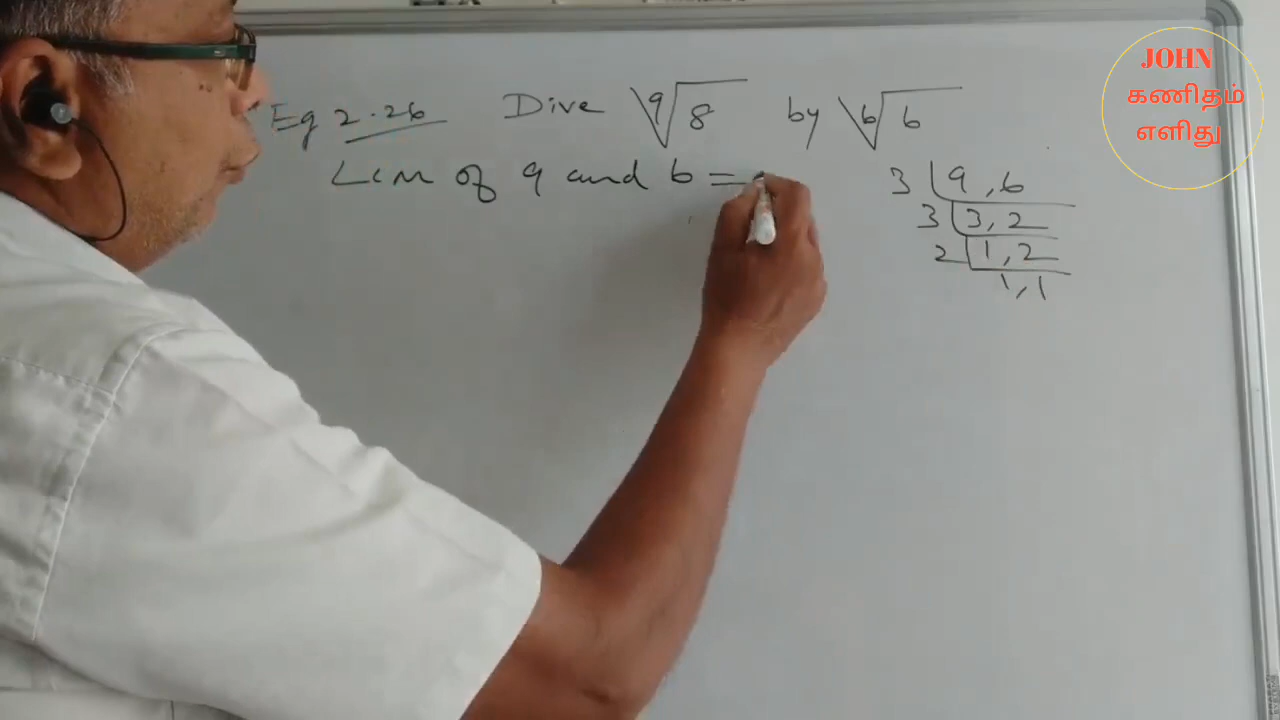 Eg 2.26 Dive ⁹√8 by ⁶√6
LCM of 9 and 6 =
3 | 9, 6
3 | 3, 2
2 | 1, 2
1, 1
JOHN
கணிதம்
எளிது